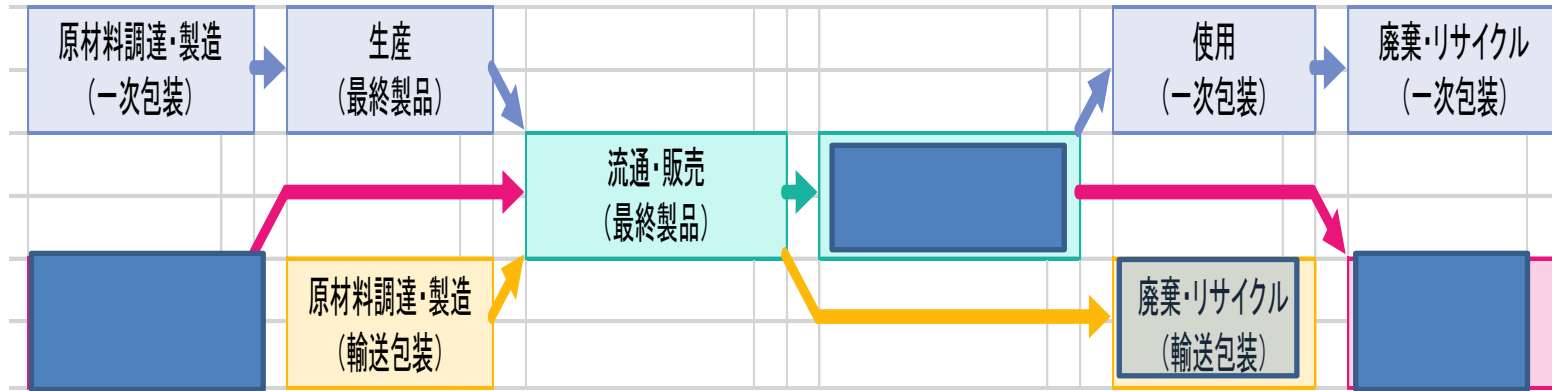 原材料調達・製造
（一次包装）
生産
（最終製品）
使用
（一次包装）
廃棄・リサイクル
（一次包装）
流通・販売
（最終製品）
原材料調達・製造
（輸送包装）
廃棄・リサイクル
（輸送包装）